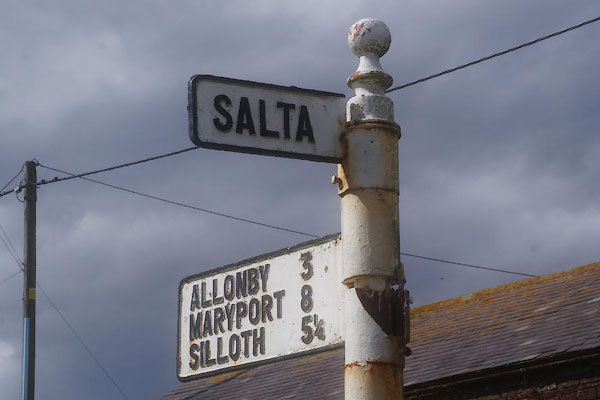 SALTA
ALLONBY 3
MARYPORT 8
SILLOTH 5¼